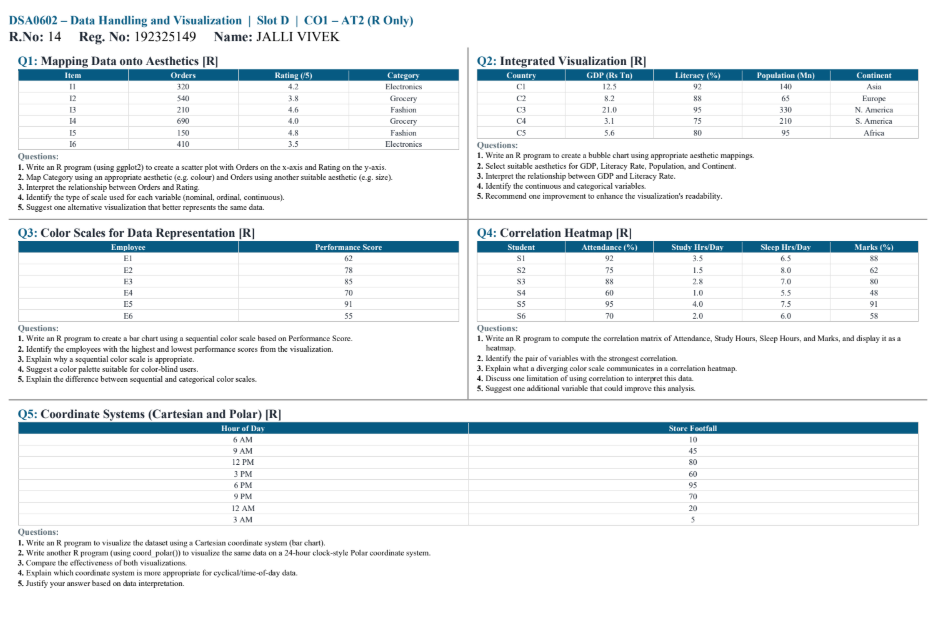 DSA0602 – Data Handling and Visualization | Slot D | CO1 – AT2 (R Only)
R.No: 14 Reg. No: 192325149 Name: JALLI VIVEK
Q1: Mapping Data onto Aesthetics [R]
Item Orders Rating (/5) Category
I1 320 4.2 Electronics
I2 540 3.8 Grocery
I3 210 4.6 Fashion
I4 690 4.0 Grocery
I5 150 4.8 Fashion
I6 410 3.5 Electronics
Questions:
1. Write an R program (using ggplot2) to create a scatter plot with Orders on the x-axis and Rating on the y-axis.
2. Map Category using an appropriate aesthetic (e.g. colour) and Orders using another suitable aesthetic (e.g. size).
3. Interpret the relationship between Orders and Rating.
4. Identify the type of scale used for each variable (nominal, ordinal, continuous).
5. Suggest one alternative visualization that better represents the same data.
Q2: Integrated Visualization [R]
Country GDP (Rs Tn) Literacy (%) Population (Mn) Continent
C1 12.5 92 140 Asia
C2 8.2 88 65 Europe
C3 21.0 95 330 N. America
C4 3.1 75 210 S. America
C5 5.6 80 95 Africa
Questions:
1. Write an R program to create a bubble chart using appropriate aesthetic mappings.
2. Select suitable aesthetics for GDP, Literacy Rate, Population, and Continent.
3. Interpret the relationship between GDP and Literacy Rate.
4. Identify the continuous and categorical variables.
5. Recommend one improvement to enhance the visualization's readability.
Q3: Color Scales for Data Representation [R]
Employee Performance Score
E1 62
E2 78
E3 85
E4 70
E5 91
E6 55
Questions:
1. Write an R program to create a bar chart using a sequential color scale based on Performance Score.
2. Identify the employees with the highest and lowest performance scores from the visualization.
3. Explain why a sequential color scale is appropriate.
4. Suggest a color palette suitable for color-blind users.
5. Explain the difference between sequential and categorical color scales.
Q4: Correlation Heatmap [R]
Student Attendance (%) Study Hrs/Day Sleep Hrs/Day Marks (%)
S1 92 3.5 6.5 88
S2 75 1.5 8.0 62
S3 88 2.8 7.0 80
S4 60 1.0 5.5 48
S5 95 4.0 7.5 91
S6 70 2.0 6.0 58
Questions:
1. Write an R program to compute the correlation matrix of Attendance, Study Hours, Sleep Hours, and Marks, and display it as a
heatmap.
2. Identify the pair of variables with the strongest correlation.
3. Explain what a diverging color scale communicates in a correlation heatmap.
4. Discuss one limitation of using correlation to interpret this data.
5. Suggest one additional variable that could improve this analysis.
Q5: Coordinate Systems (Cartesian and Polar) [R]
Hour of Day Store Footfall
6 AM 10
9 AM 45
12 PM 80
3 PM 60
6 PM 95
9 PM 70
12 AM 20
3 AM 5
Questions:
1. Write an R program to visualize the dataset using a Cartesian coordinate system (bar chart).
2. Write another R program (using coord_polar()) to visualize the same data on a 24-hour clock-style Polar coordinate system.
3. Compare the effectiveness of both visualizations.
4. Explain which coordinate system is more appropriate for cyclical/time-of-day data.
5. Justify your answer based on data interpretation.